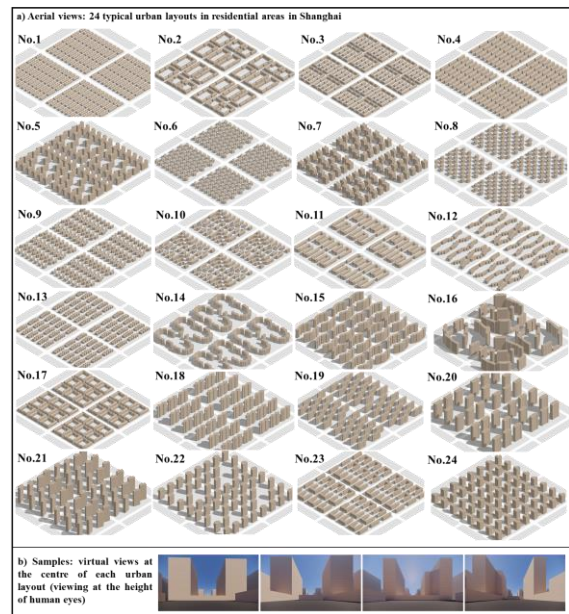 a) Aerial views: 24 typical urban layouts in residential areas in Shanghai
No.1 No.2 No.3 No.4
No.5 No.6 No.7 No.8
No.9 No.10 No.11 No.12
No.13 No.14 No.15 No.16
No.17 No.18 No.19 No.20
No.21 No.22 No.23 No.24
b) Samples: virtual views at
the centre of each urban
layout (viewing at the height
of human eyes)